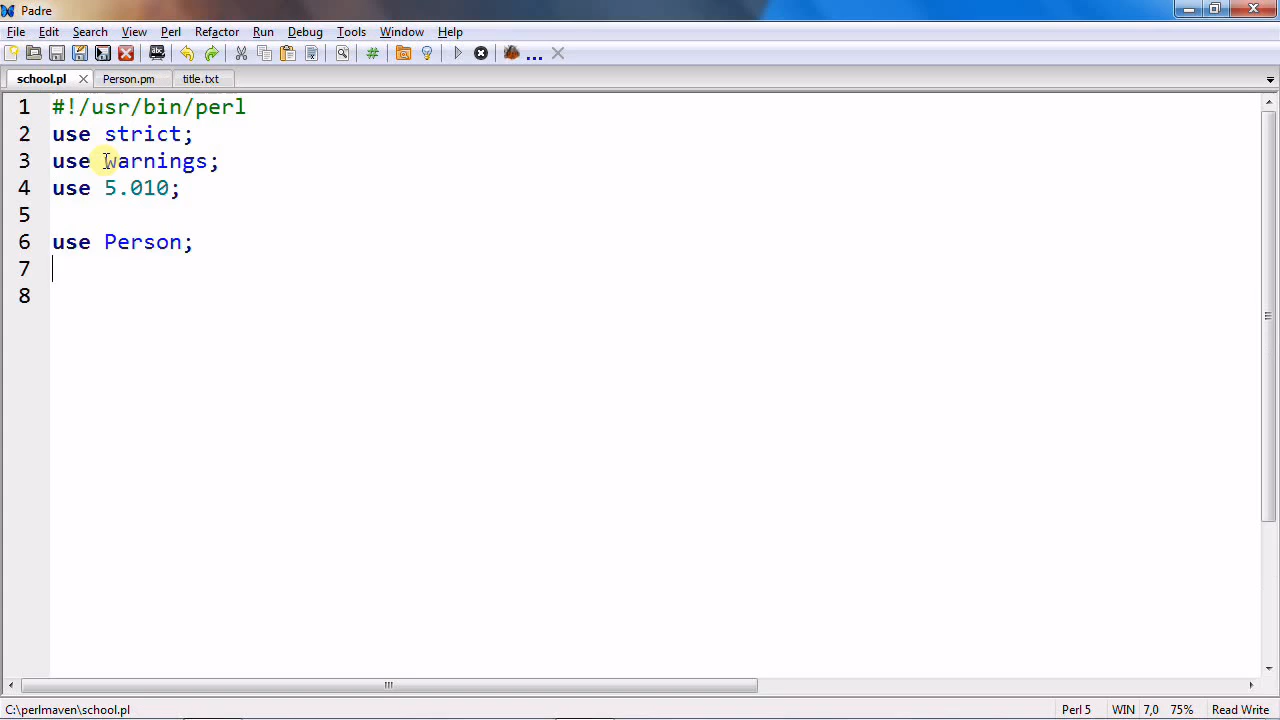 Padre
File Edit Search View Perl Refactor Run Debug Tools Window Help
school.pl Person.pm title.txt
1 #!/usr/bin/perl
2 use strict;
3 use warnings;
4 use 5.010;
5
6 use Person;
7
8
C:\perlmaven\school.pl Perl 5 WIN 7,0 75% Read Write